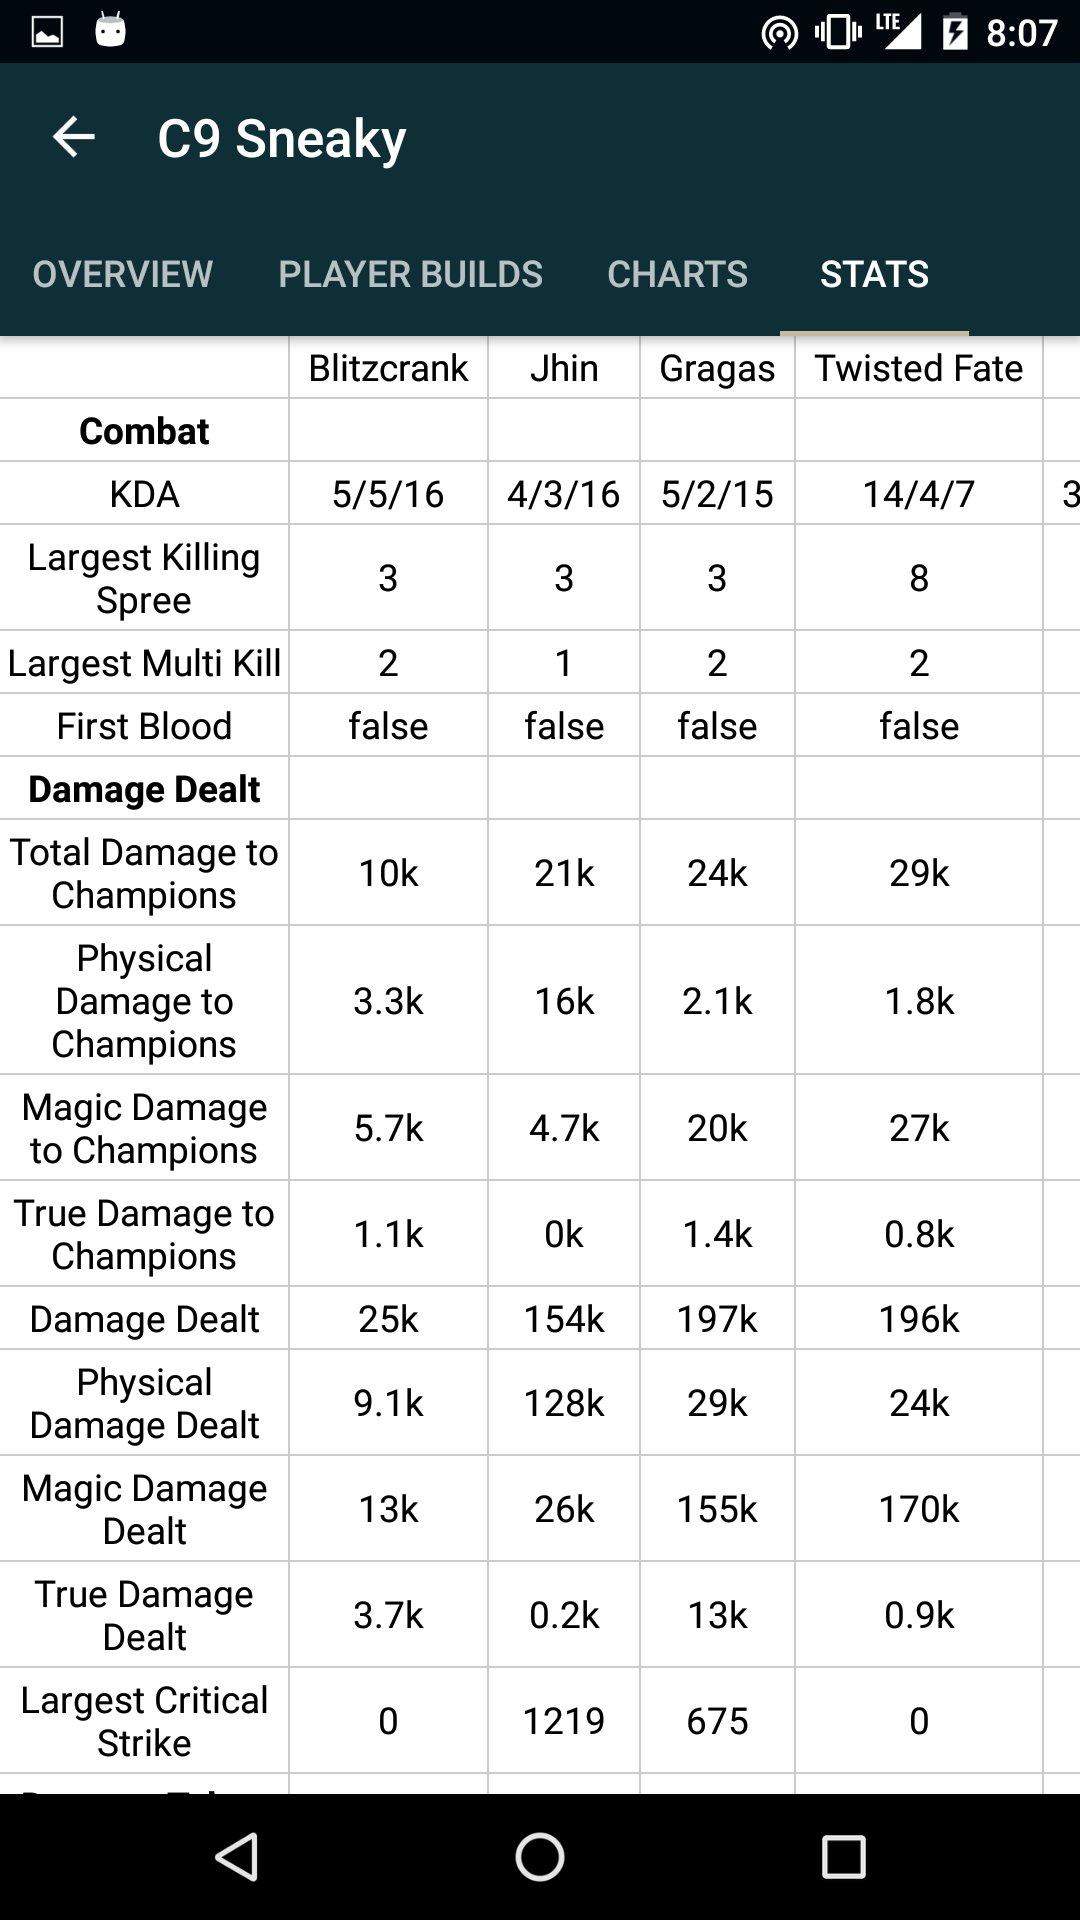 LTE 8:07
C9 Sneaky
OVERVIEW PLAYER BUILDS CHARTS STATS
Blitzcrank Jhin Gragas Twisted Fate
Combat
KDA 5/5/16 4/3/16 5/2/15 14/4/7 3
Largest Killing
Spree 3 3 3 8
Largest Multi Kill 2 1 2 2
First Blood false false false false
Damage Dealt
Total Damage to
Champions 10k 21k 24k 29k
Physical
Damage to
Champions 3.3k 16k 2.1k 1.8k
Magic Damage
to Champions 5.7k 4.7k 20k 27k
True Damage to
Champions 1.1k 0k 1.4k 0.8k
Damage Dealt 25k 154k 197k 196k
Physical
Damage Dealt 9.1k 128k 29k 24k
Magic Damage
Dealt 13k 26k 155k 170k
True Damage
Dealt 3.7k 0.2k 13k 0.9k
Largest Critical
Strike 0 1219 675 0